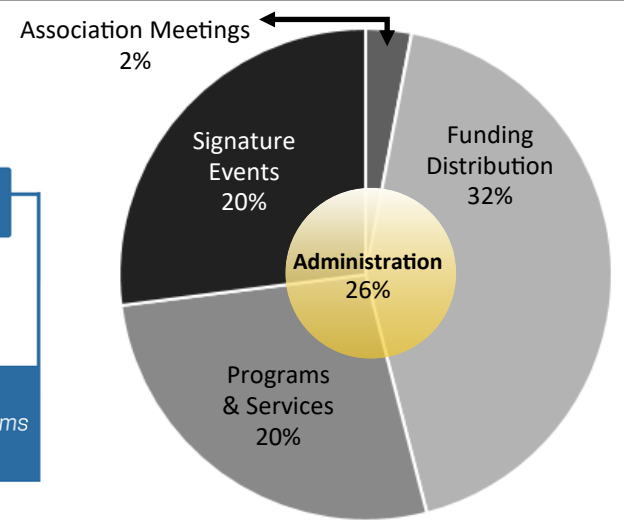 Association Meetings
2%
Signature
Events
20%
Funding
Distribution
32%
Administration
26%
Programs
& Services
20%
ms